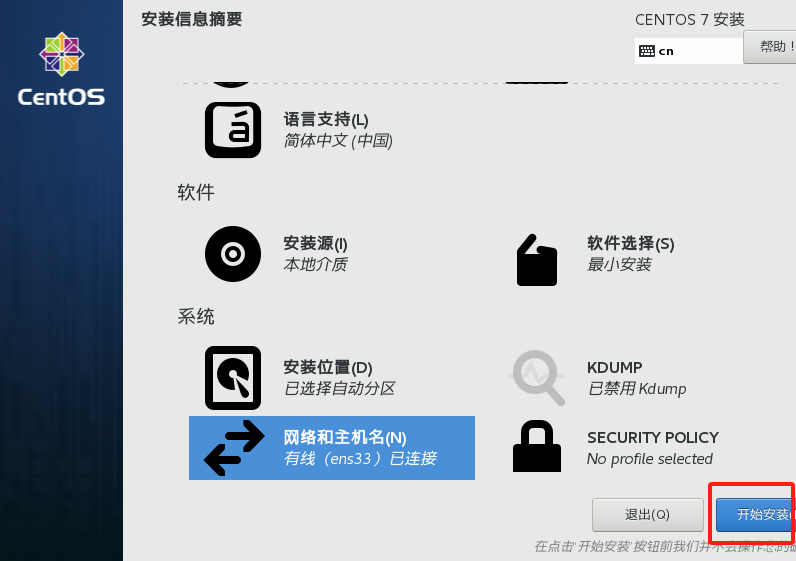 安装信息摘要
CENTOS 7 安装
cn
帮助！
CentOS
语言支持(L)
简体中文 (中国)
软件
安装源(I)
本地介质
软件选择(S)
最小安装
系统
安装位置(D)
已选择自动分区
KDUMP
已禁用 Kdump
网络和主机名(N)
有线（ens33）已连接
SECURITY POLICY
No profile selected
退出(Q)
开始安装(
在点击'开始安装'按钮前我们并不会操作您的